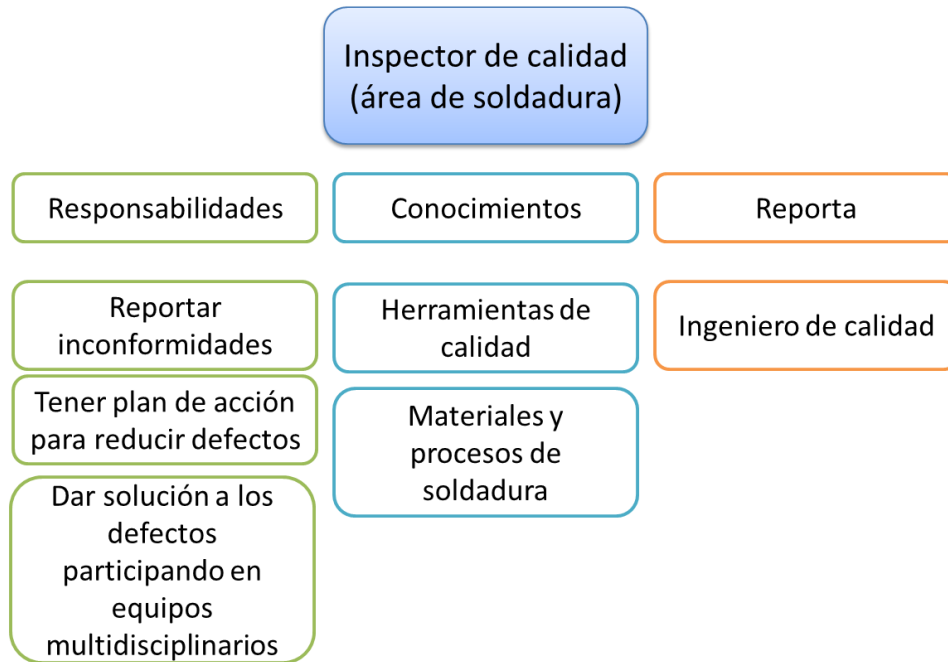 Inspector de calidad
(área de soldadura)
Responsabilidades
Conocimientos
Reporta
Reportar
inconformidades
Herramientas de
calidad
Ingeniero de calidad
Tener plan de acción
para reducir defectos
Materiales y
procesos de
soldadura
Dar solución a los
defectos
participando en
equipos
multidisciplinarios